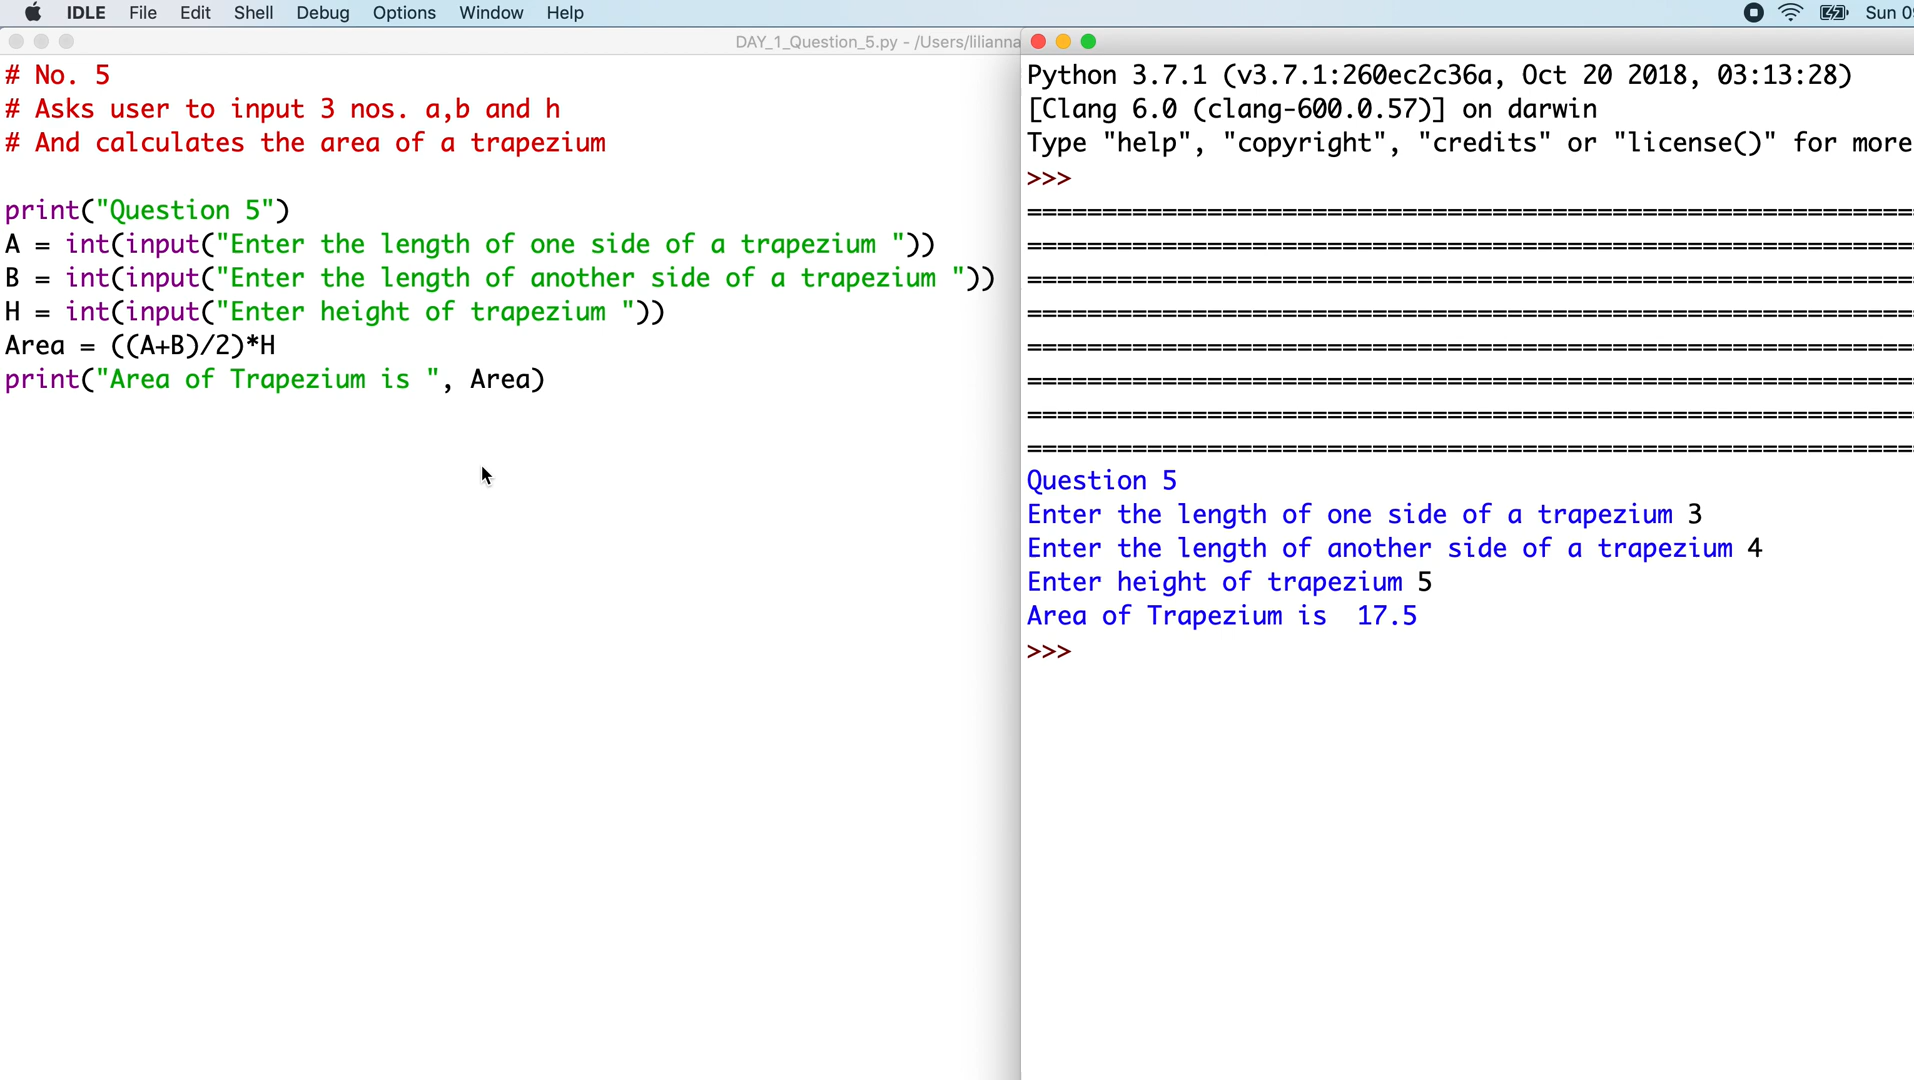 IDLE File Edit Shell Debug Options Window Help Sun 0
DAY_1_Question_5.py - /Users/lilianna
# No. 5
# Asks user to input 3 nos. a,b and h
# And calculates the area of a trapezium
print("Question 5")
A = int(input("Enter the length of one side of a trapezium "))
B = int(input("Enter the length of another side of a trapezium "))
H = int(input("Enter height of trapezium "))
Area = ((A+B)/2)*H
print("Area of Trapezium is ", Area)
Python 3.7.1 (v3.7.1:260ec2c36a, Oct 20 2018, 03:13:28)
[Clang 6.0 (clang-600.0.57)] on darwin
Type "help", "copyright", "credits" or "license()" for more
>>>
===========================================================
===========================================================
===========================================================
===========================================================
===========================================================
===========================================================
===========================================================
===========================================================
Question 5
Enter the length of one side of a trapezium 3
Enter the length of another side of a trapezium 4
Enter height of trapezium 5
Area of Trapezium is  17.5
>>>